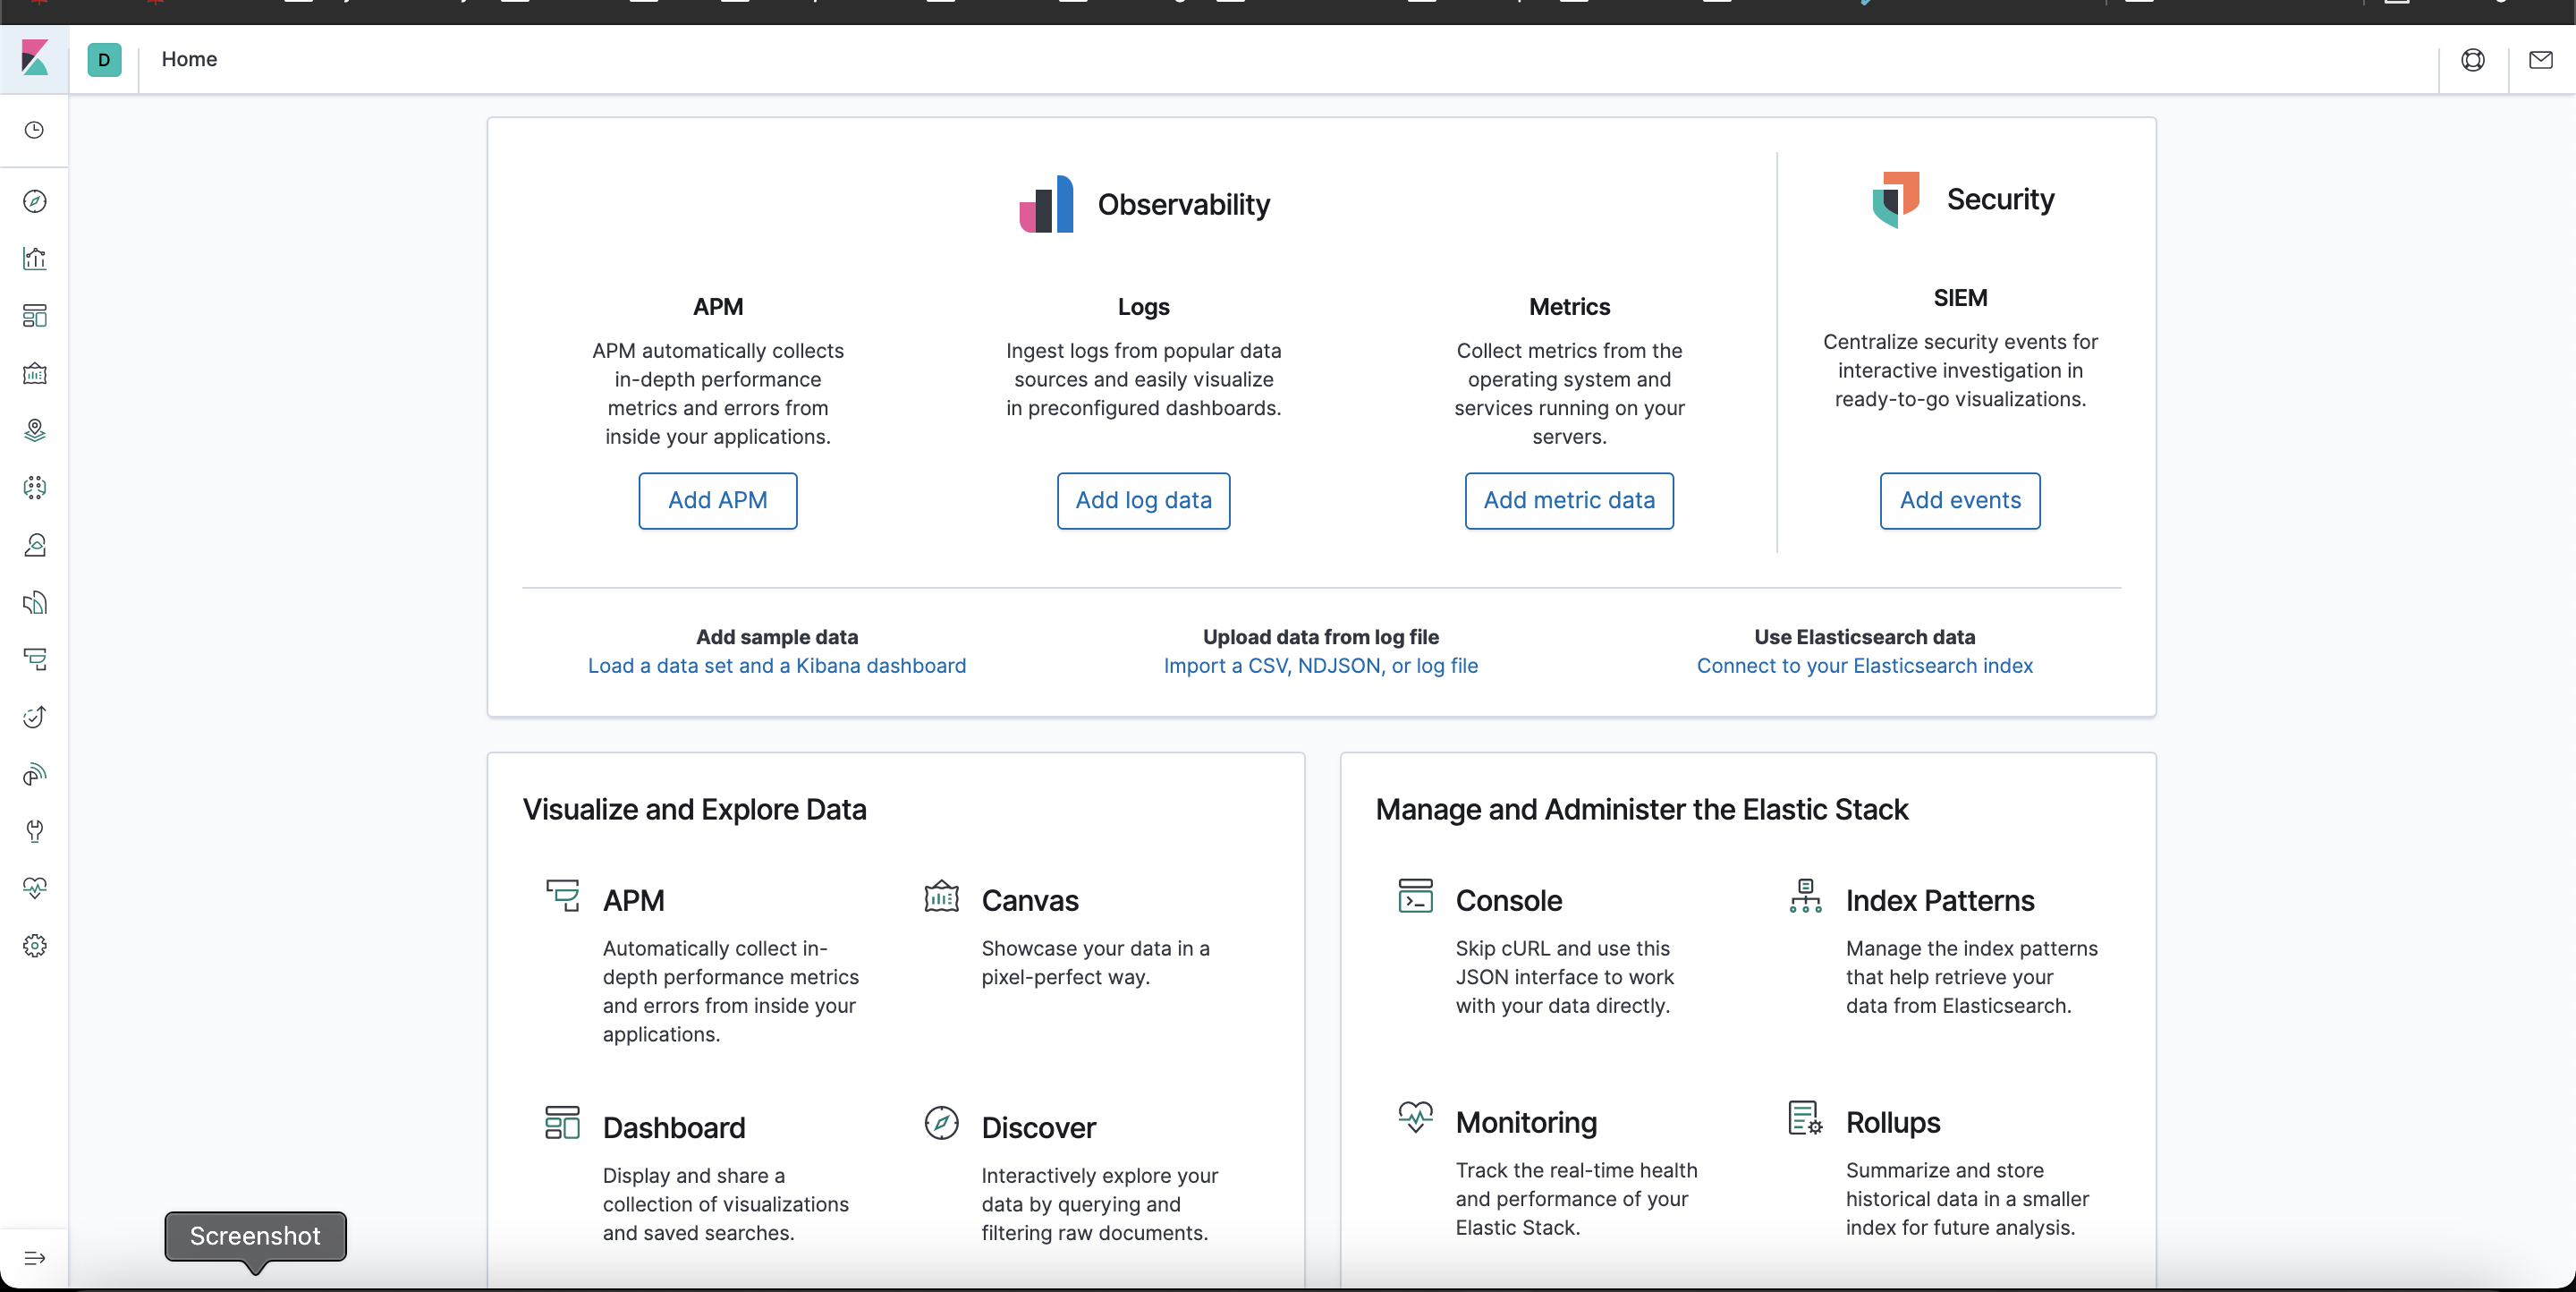 D
Home
Observability
Security
APM
APM automatically collects
in-depth performance
metrics and errors from
inside your applications.
Add APM
Logs
Ingest logs from popular data
sources and easily visualize
in preconfigured dashboards.
Add log data
Metrics
Collect metrics from the
operating system and
services running on your
servers.
Add metric data
SIEM
Centralize security events for
interactive investigation in
ready-to-go visualizations.
Add events
Add sample data
Load a data set and a Kibana dashboard
Upload data from log file
Import a CSV, NDJSON, or log file
Use Elasticsearch data
Connect to your Elasticsearch index
Visualize and Explore Data
APM
Automatically collect in-
depth performance metrics
and errors from inside your
applications.
Canvas
Showcase your data in a
pixel-perfect way.
Dashboard
Display and share a
collection of visualizations
and saved searches.
Discover
Interactively explore your
data by querying and
filtering raw documents.
Manage and Administer the Elastic Stack
Console
Skip cURL and use this
JSON interface to work
with your data directly.
Index Patterns
Manage the index patterns
that help retrieve your
data from Elasticsearch.
Monitoring
Track the real-time health
and performance of your
Elastic Stack.
Rollups
Summarize and store
historical data in a smaller
index for future analysis.
Screenshot